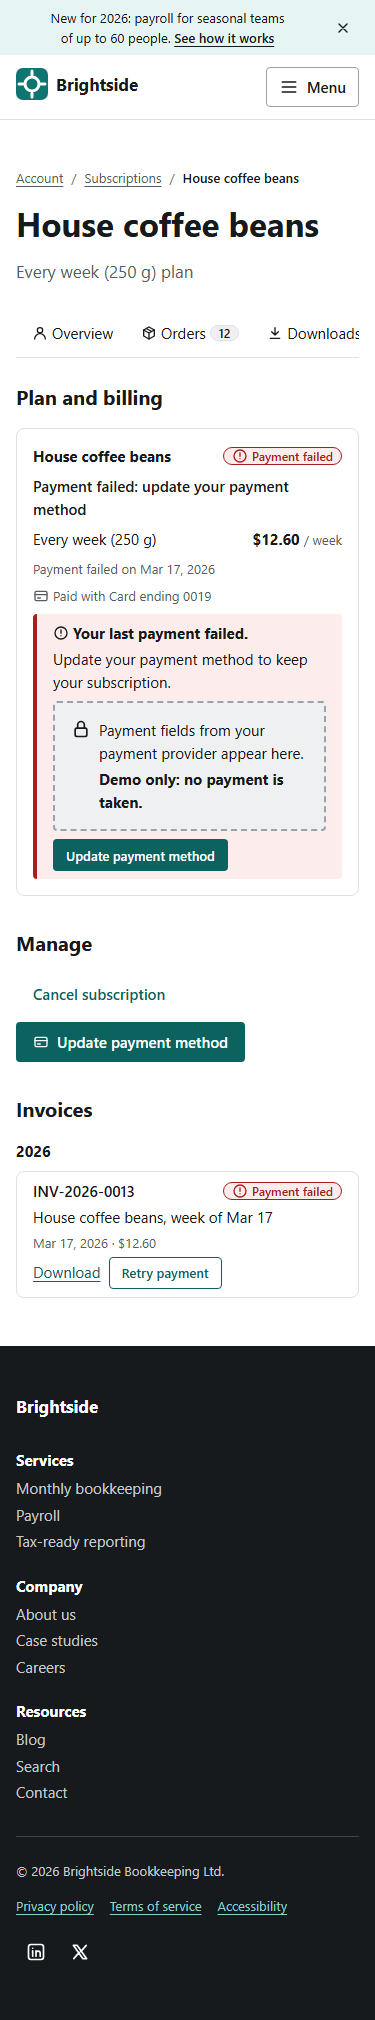 New for 2026: payroll for seasonal teams
of up to 60 people. See how it works
Brightside
Menu
Account / Subscriptions / House coffee beans
House coffee beans
Every week (250 g) plan
Overview
Orders 12
Downloads
Plan and billing
House coffee beans
Payment failed
Payment failed: update your payment
method
Every week (250 g)
$12.60 / week
Payment failed on Mar 17, 2026
Paid with Card ending 0019
Your last payment failed.
Update your payment method to keep
your subscription.
Payment fields from your
payment provider appear here.
Demo only: no payment is
taken.
Update payment method
Manage
Cancel subscription
Update payment method
Invoices
2026
INV-2026-0013
Payment failed
House coffee beans, week of Mar 17
Mar 17, 2026 · $12.60
Download
Retry payment
Brightside
Services
Monthly bookkeeping
Payroll
Tax-ready reporting
Company
About us
Case studies
Careers
Resources
Blog
Search
Contact
© 2026 Brightside Bookkeeping Ltd.
Privacy policy
Terms of service
Accessibility